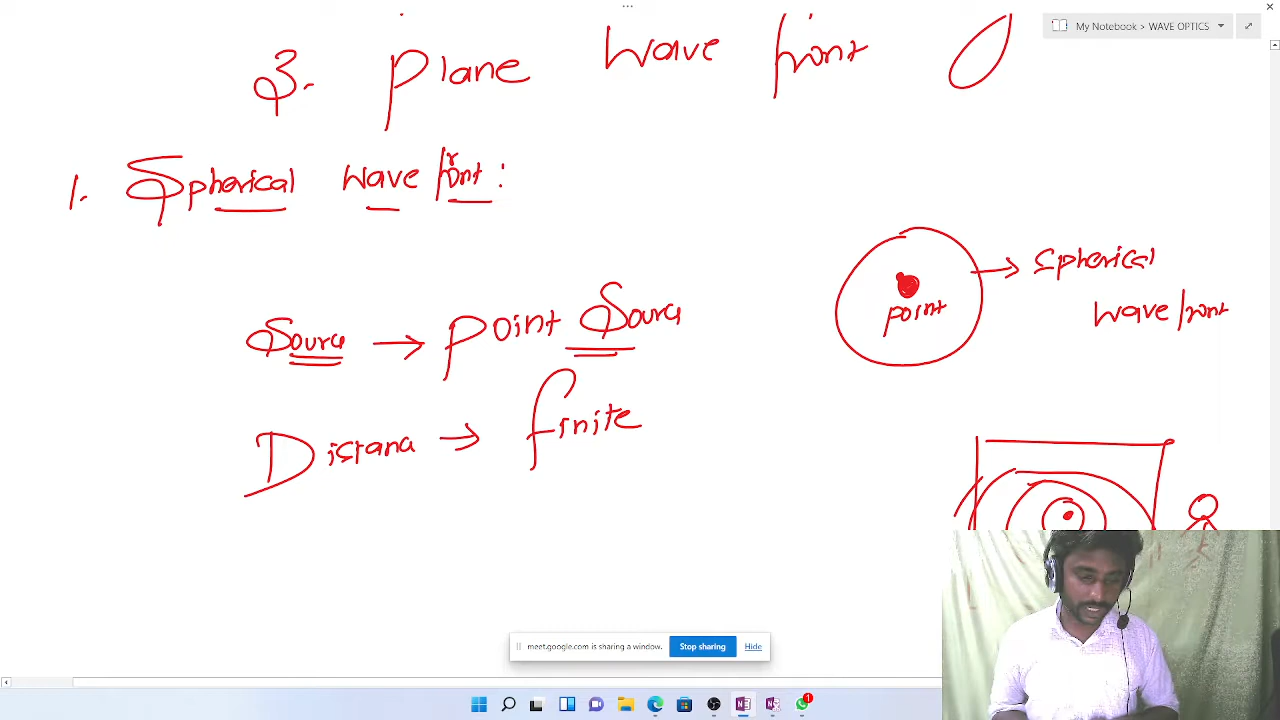 My Notebook > WAVE OPTICS
3. Plane Wave front
1. Spherical wave front :
Spherical
wave front
point
Source → point Source
Distance → finite
meet.google.com is sharing a window. Stop sharing Hide
1